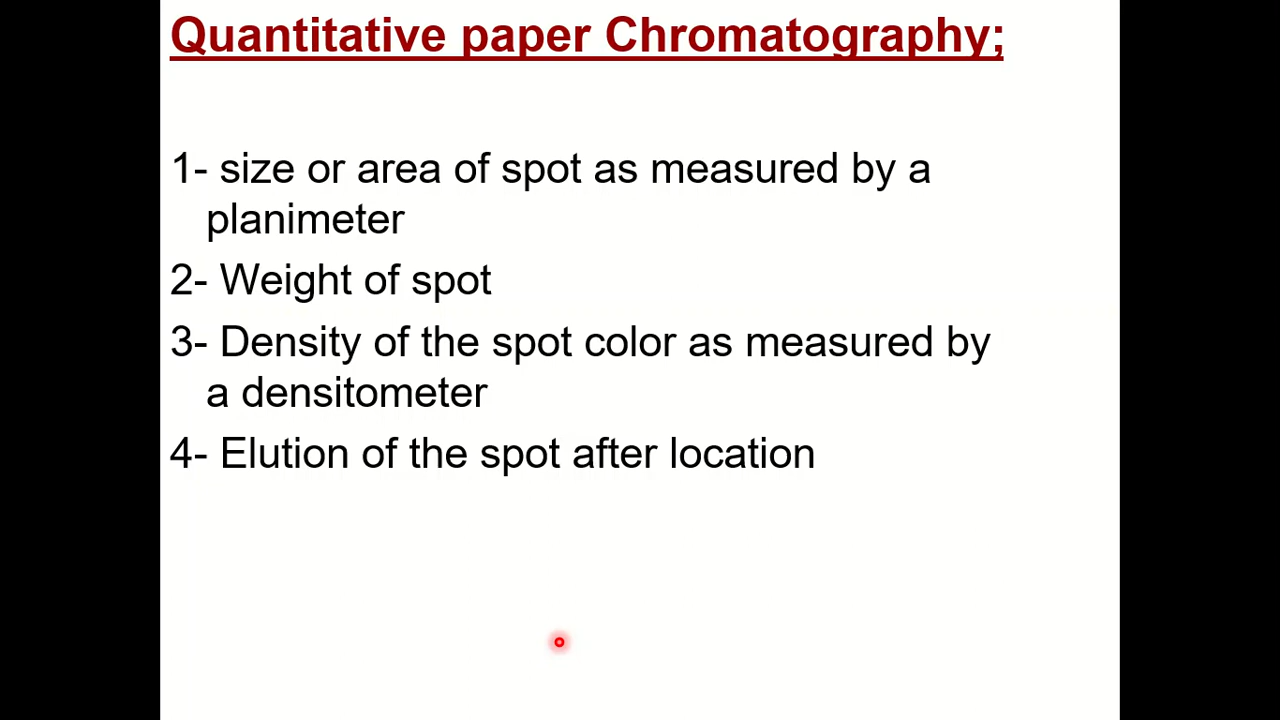 Quantitative paper Chromatography;
1- size or area of spot as measured by a
planimeter
2- Weight of spot
3- Density of the spot color as measured by
a densitometer
4- Elution of the spot after location